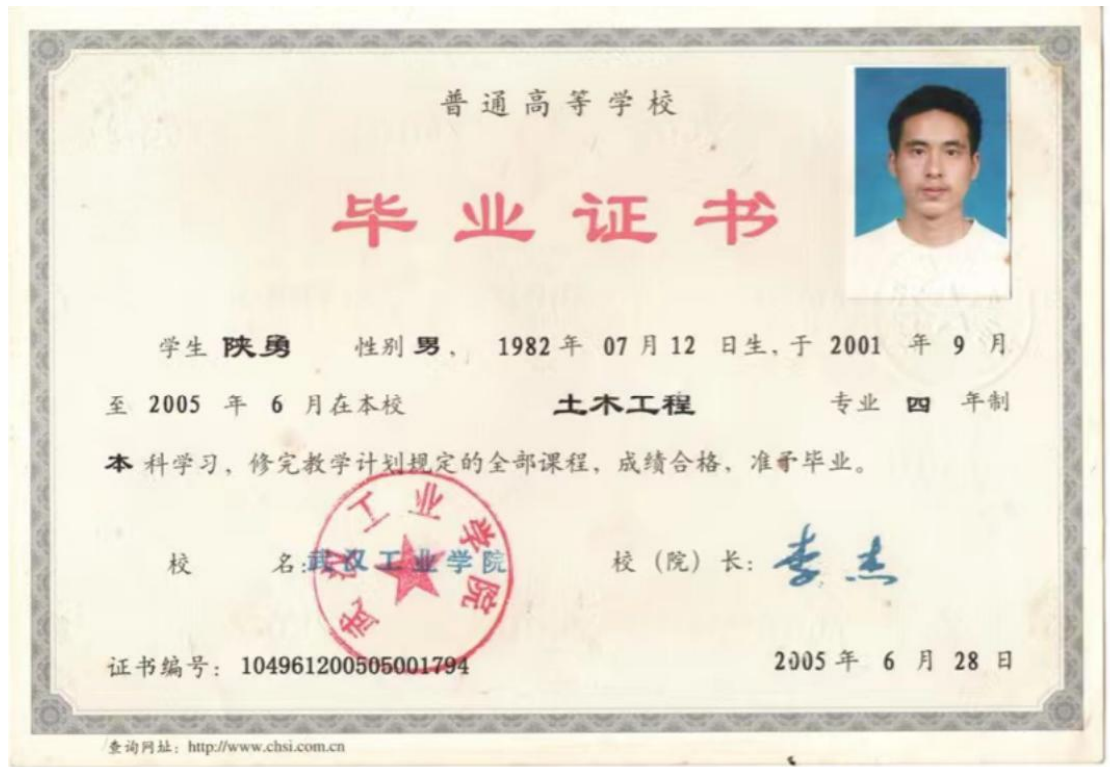 普通高等学校
毕业证书
学生 陕勇 性别 男， 1982 年 07 月 12 日生，于 2001 年 9 月
至 2005 年 6 月在本校 土木工程 专业 四 年制
本 科学习，修完教学计划规定的全部课程，成绩合格，准予毕业。
武汉工业学院
校 名：武汉工业学院 校（院）长：李杰
证书编号：104961200505001794 2005 年 6 月 28 日
查询网址：http://www.chsi.com.cn